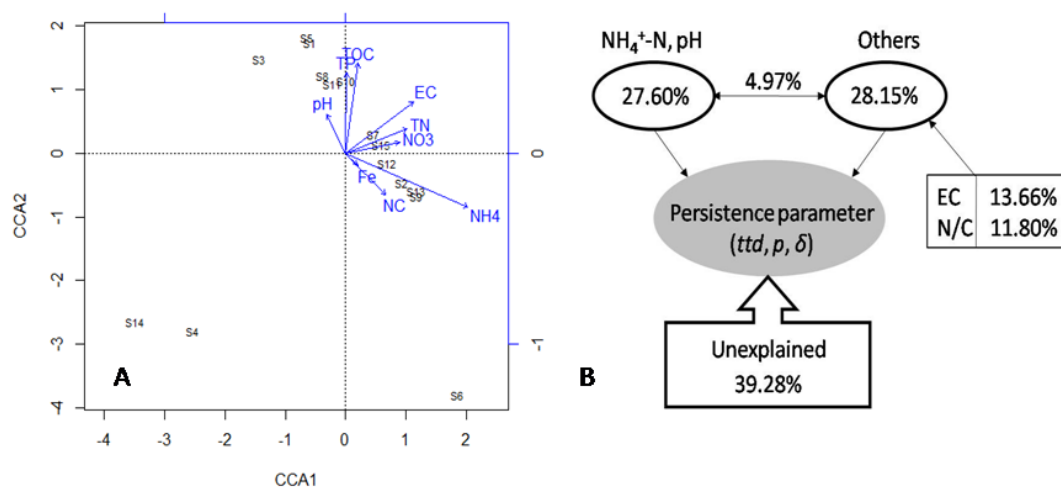 2
1
0
-1
-2
-3
-4
CCA2
S5
S1
S3
TOC
TP
S8
S11
S10
EC
pH
TN
S7
NO3
S15
S12
Fe
S2
S13
S9
NC
NH4
S14
S4
S6
A
0
-1
-4
-3
-2
-1
0
1
2
CCA1
NH₄⁺-N, pH
Others
27.60%
4.97%
28.15%
Persistence parameter
(ttd, p, δ)
EC 13.66%
N/C 11.80%
Unexplained
39.28%
B